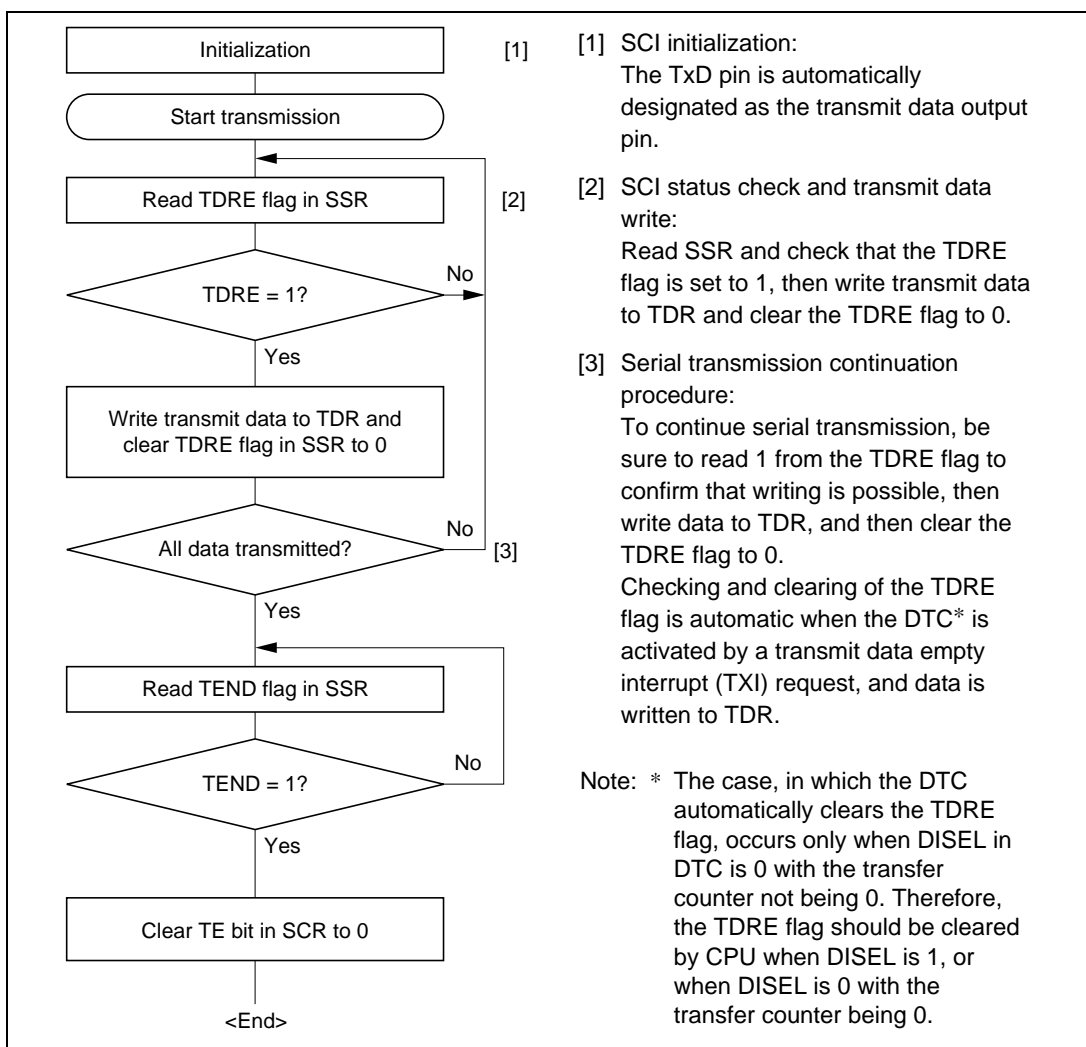 Initialization
[1]
Start transmission
Read TDRE flag in SSR
[2]
No
TDRE = 1?
Yes
Write transmit data to TDR and
clear TDRE flag in SSR to 0
No
All data transmitted?
[3]
Yes
Read TEND flag in SSR
No
TEND = 1?
Yes
Clear TE bit in SCR to 0
<End>
[1] SCI initialization:
The TxD pin is automatically
designated as the transmit data output
pin.
[2] SCI status check and transmit data
write:
Read SSR and check that the TDRE
flag is set to 1, then write transmit data
to TDR and clear the TDRE flag to 0.
[3] Serial transmission continuation
procedure:
To continue serial transmission, be
sure to read 1 from the TDRE flag to
confirm that writing is possible, then
write data to TDR, and then clear the
TDRE flag to 0.
Checking and clearing of the TDRE
flag is automatic when the DTC* is
activated by a transmit data empty
interrupt (TXI) request, and data is
written to TDR.
Note: * The case, in which the DTC
automatically clears the TDRE
flag, occurs only when DISEL in
DTC is 0 with the transfer
counter not being 0. Therefore,
the TDRE flag should be cleared
by CPU when DISEL is 1, or
when DISEL is 0 with the
transfer counter being 0.